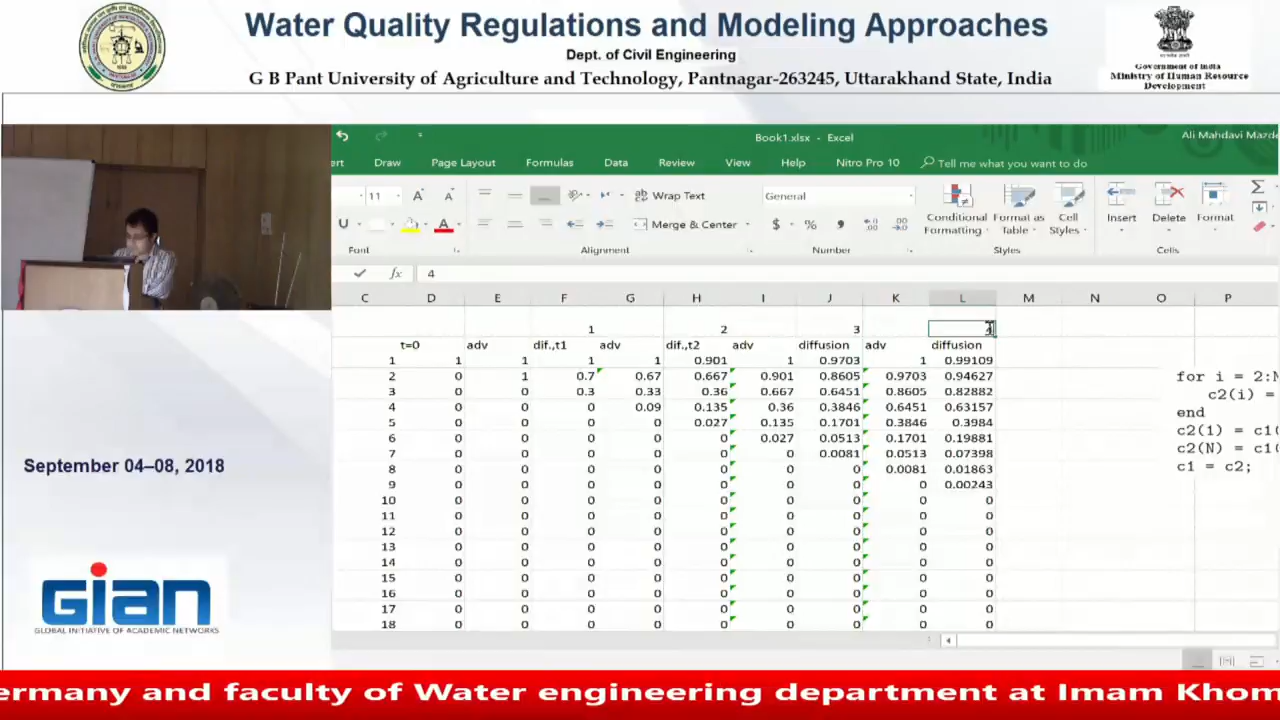 Water Quality Regulations and Modeling Approaches
Dept. of Civil Engineering
G B Pant University of Agriculture and Technology, Pantnagar-263245, Uttarakhand State, India
Government of India
Ministry of Human Resource
Development
Book1.xlsx - Excel
Ali Mahdavi Mazde
ert Draw Page Layout Formulas Data Review View Help Nitro Pro 10 Tell me what you want to do
11 A A Wrap Text General
U A Merge & Center $ % Conditional Formatting Format as Table Cell Styles Insert Delete Format
Font Alignment Number Styles Cells
fx 4
C D E F G H I J K L M N O P
1 2 3
t=0 adv dif.,t1 adv dif.,t2 adv diffusion adv diffusion
1 1 1 1 1 0.901 1 0.9703 1 0.99109
2 0 1 0.7 0.67 0.667 0.901 0.8605 0.9703 0.94627
3 0 0 0.3 0.33 0.36 0.667 0.6451 0.8605 0.82882
4 0 0 0 0.09 0.135 0.36 0.3846 0.6451 0.63157
5 0 0 0 0 0.027 0.135 0.1701 0.3846 0.3984
6 0 0 0 0 0 0.027 0.0513 0.1701 0.19881
7 0 0 0 0 0 0 0.0081 0.0513 0.07398
8 0 0 0 0 0 0 0 0.0081 0.01863
9 0 0 0 0 0 0 0 0 0.00243
10 0 0 0 0 0 0 0 0 0
11 0 0 0 0 0 0 0 0 0
12 0 0 0 0 0 0 0 0 0
13 0 0 0 0 0 0 0 0 0
14 0 0 0 0 0 0 0 0 0
15 0 0 0 0 0 0 0 0 0
16 0 0 0 0 0 0 0 0 0
17 0 0 0 0 0 0 0 0 0
18 0 0 0 0 0 0 0 0 0
for i = 2:N
c2(i) =
end
c2(1) = c1(
c2(N) = c1(
c1 = c2;
September 04–08, 2018
GIAN
GLOBAL INITIATIVE OF ACADEMIC NETWORKS
ermany and faculty of Water engineering department at Imam Khom